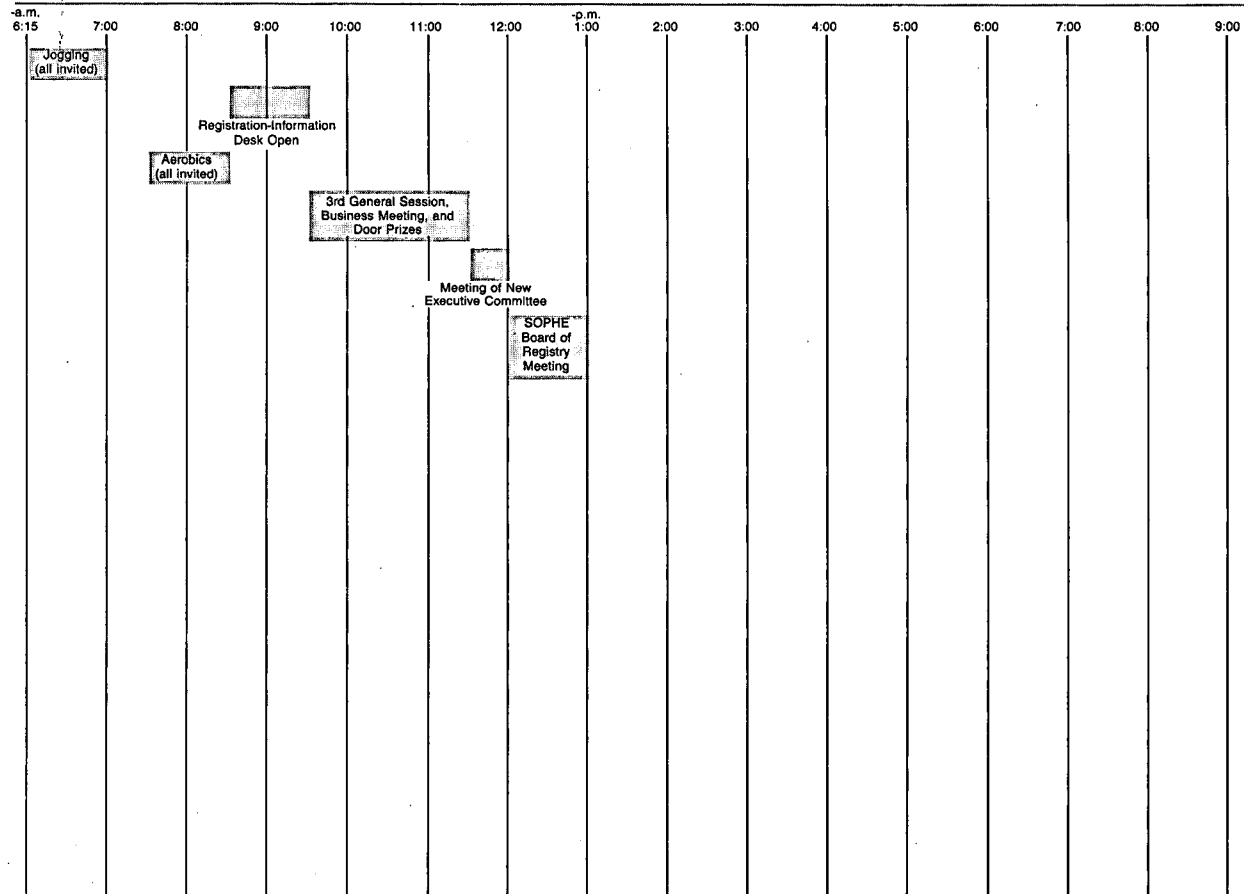 -a.m.
-p.m.
6:15 7:00 8:00 9:00 10:00 11:00 12:00 1:00 2:00 3:00 4:00 5:00 6:00 7:00 8:00 9:00
Jogging
(all invited)
Registration-Information
Desk Open
Aerobics
(all invited)
3rd General Session,
Business Meeting, and
Door Prizes
Meeting of New
Executive Committee
SOPHE
Board of
Registry
Meeting